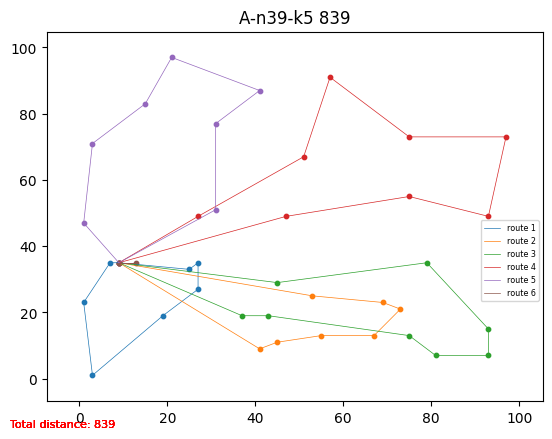 A-n39-k5 839
100
80
60
40
20
0
route 1
route 2
route 3
route 4
route 5
route 6
0 20 40 60 80 100
Total distance: 839